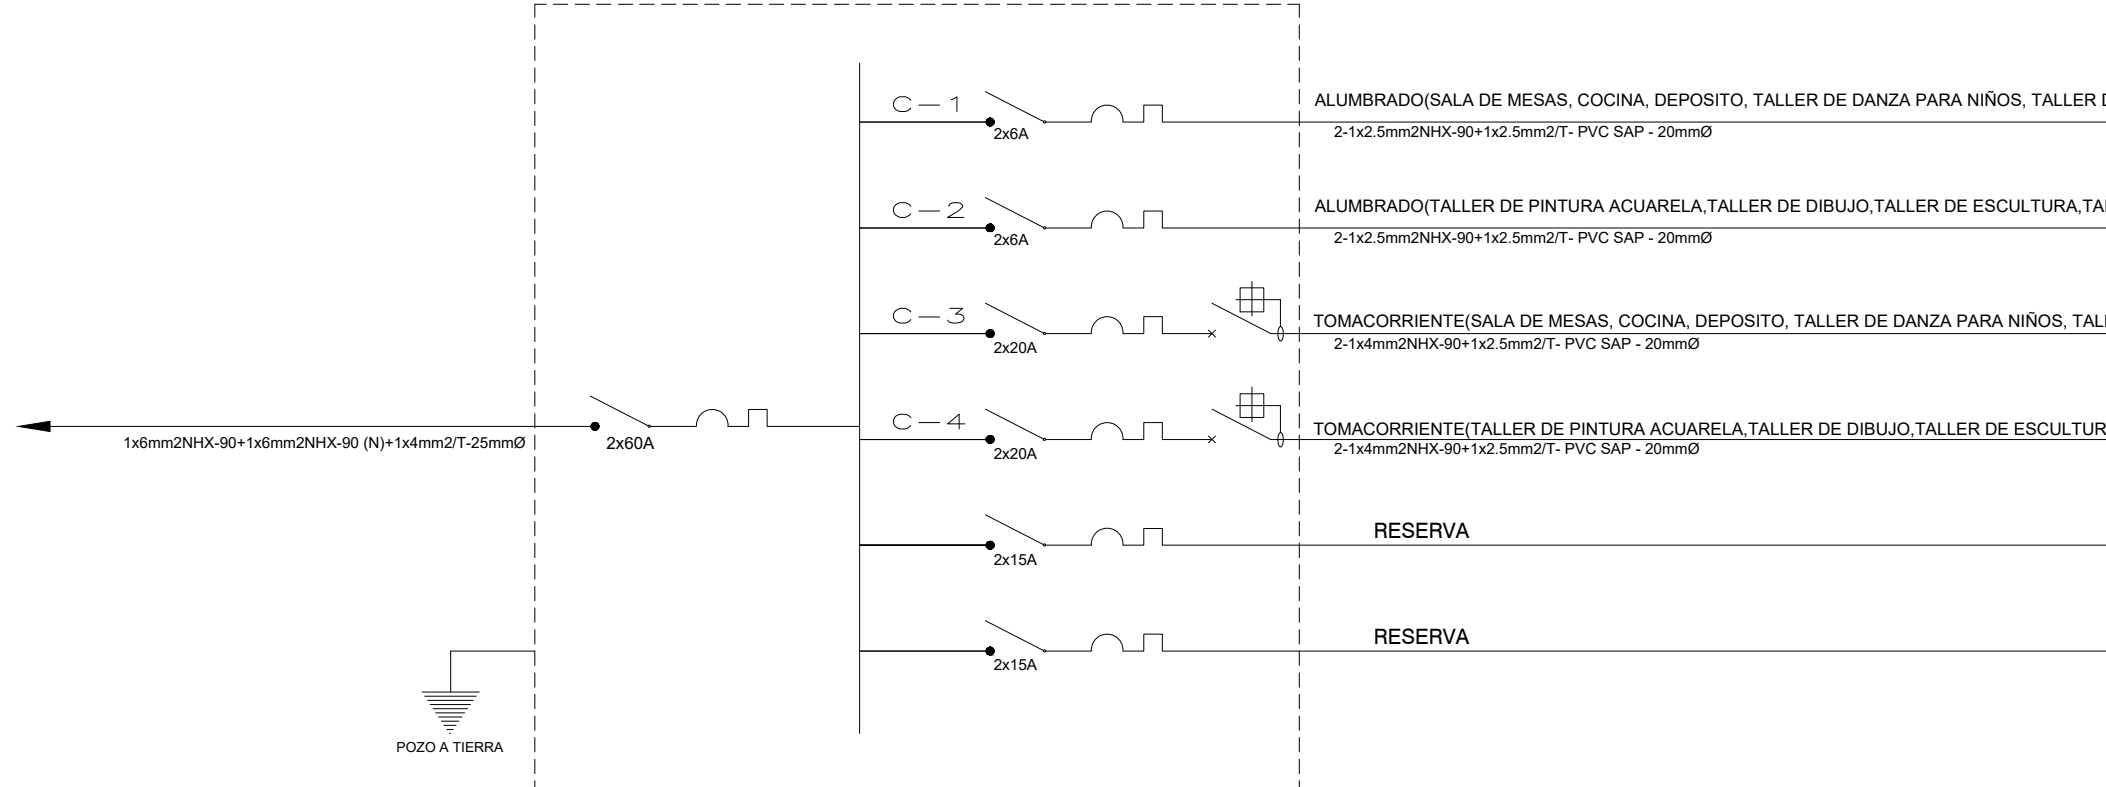 C-1
ALUMBRADO(SALA DE MESAS, COCINA, DEPOSITO, TALLER DE DANZA PARA NIÑOS, TALLER
2x6A
2-1x2.5mm2NHX-90+1x2.5mm2/T- PVC SAP - 20mmØ
C-2
ALUMBRADO(TALLER DE PINTURA ACUARELA,TALLER DE DIBUJO,TALLER DE ESCULTURA,
2x6A
2-1x2.5mm2NHX-90+1x2.5mm2/T- PVC SAP - 20mmØ
C-3
TOMACORRIENTE(SALA DE MESAS, COCINA, DEPOSITO, TALLER DE DANZA PARA NIÑOS,
2x20A
2-1x4mm2NHX-90+1x2.5mm2/T- PVC SAP - 20mmØ
C-4
TOMACORRIENTE(TALLER DE PINTURA ACUARELA,TALLER DE DIBUJO,TALLER DE ESCULTUR
2x20A
2-1x4mm2NHX-90+1x2.5mm2/T- PVC SAP - 20mmØ
1x6mm2NHX-90+1x6mm2NHX-90 (N)+1x4mm2/T-25mmØ
2x60A
RESERVA
2x15A
RESERVA
2x15A
POZO A TIERRA